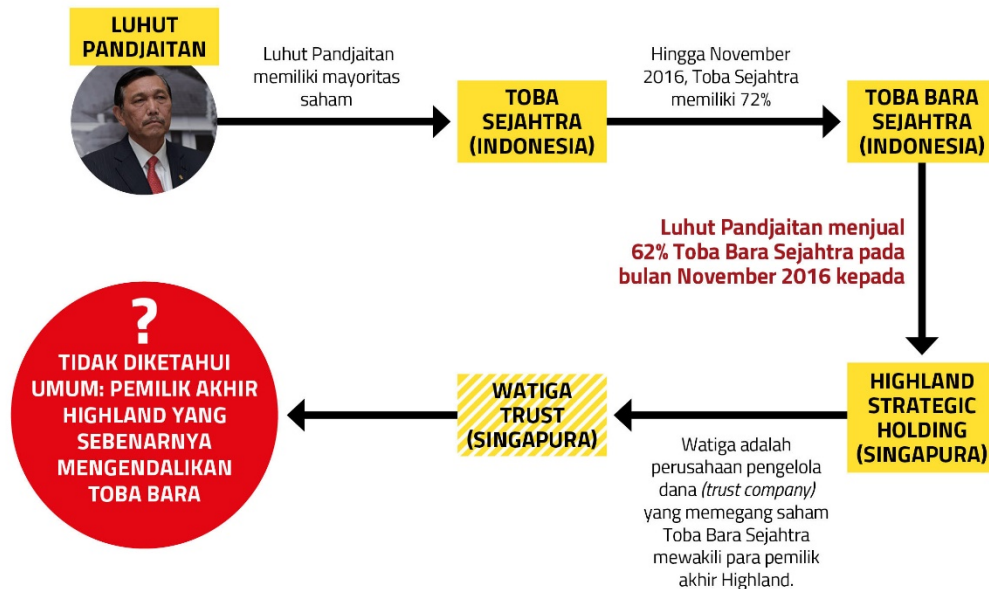 LUHUT
PANDJAITAN
Luhut Pandjaitan
memiliki mayoritas
saham
TOBA
SEJAHTRA
(INDONESIA)
Hingga November
2016, Toba Sejahtra
memiliki 72%
TOBA BARA
SEJAHTRA
(INDONESIA)
Luhut Pandjaitan menjual
62% Toba Bara Sejahtra pada
bulan November 2016 kepada
HIGHLAND
STRATEGIC
HOLDING
(SINGAPURA)
Watiga adalah
perusahaan pengelola
dana (trust company)
yang memegang saham
Toba Bara Sejahtra
mewakili para pemilik
akhir Highland.
WATIGA
TRUST
(SINGAPURA)
?
TIDAK DIKETAHUI
UMUM: PEMILIK AKHIR
HIGHLAND YANG
SEBENARNYA
MENGENDALIKAN
TOBA BARA